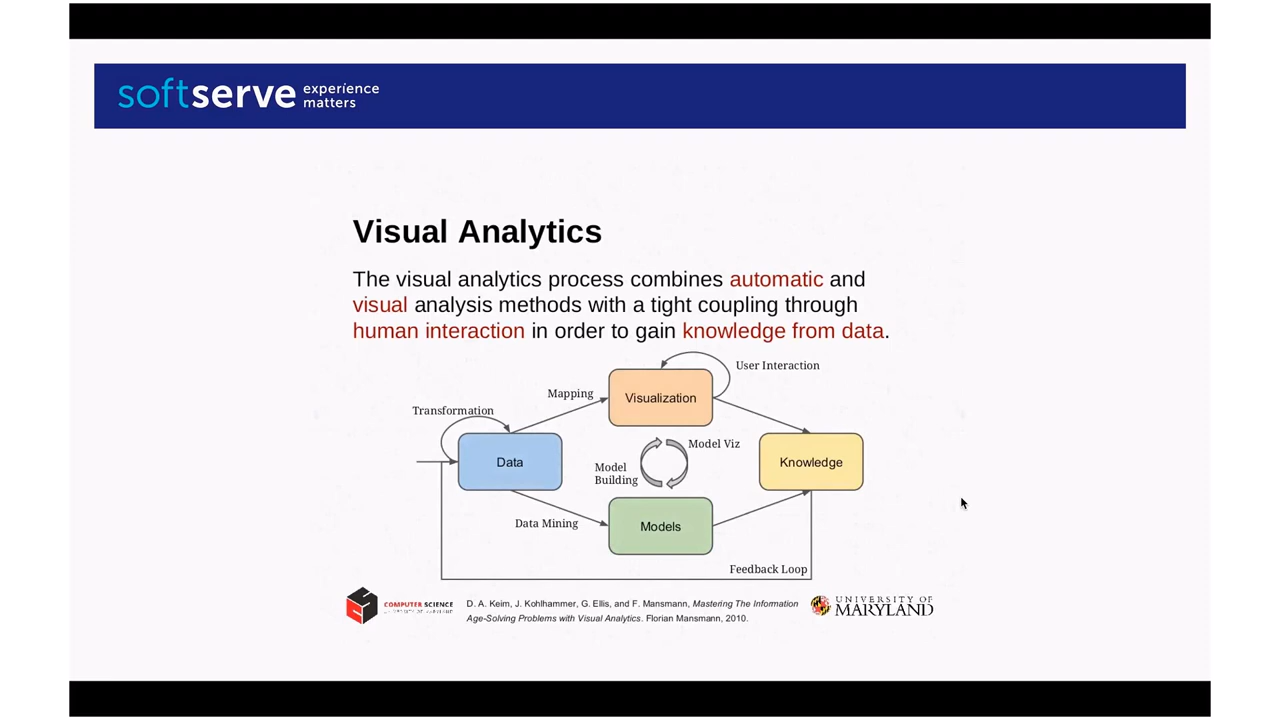 softserve experience
matters
Visual Analytics
The visual analytics process combines automatic and
visual analysis methods with a tight coupling through
human interaction in order to gain knowledge from data.
User Interaction
Mapping
Visualization
Transformation
Model Viz
Data
Model
Building
Knowledge
Data Mining
Models
Feedback Loop
COMPUTER SCIENCE
UNIVERSITY OF MARYLAND
D. A. Keim, J. Kohlhammer, G. Ellis, and F. Mansmann, Mastering The Information
Age-Solving Problems with Visual Analytics. Florian Mansmann, 2010.
UNIVERSITY OF
MARYLAND